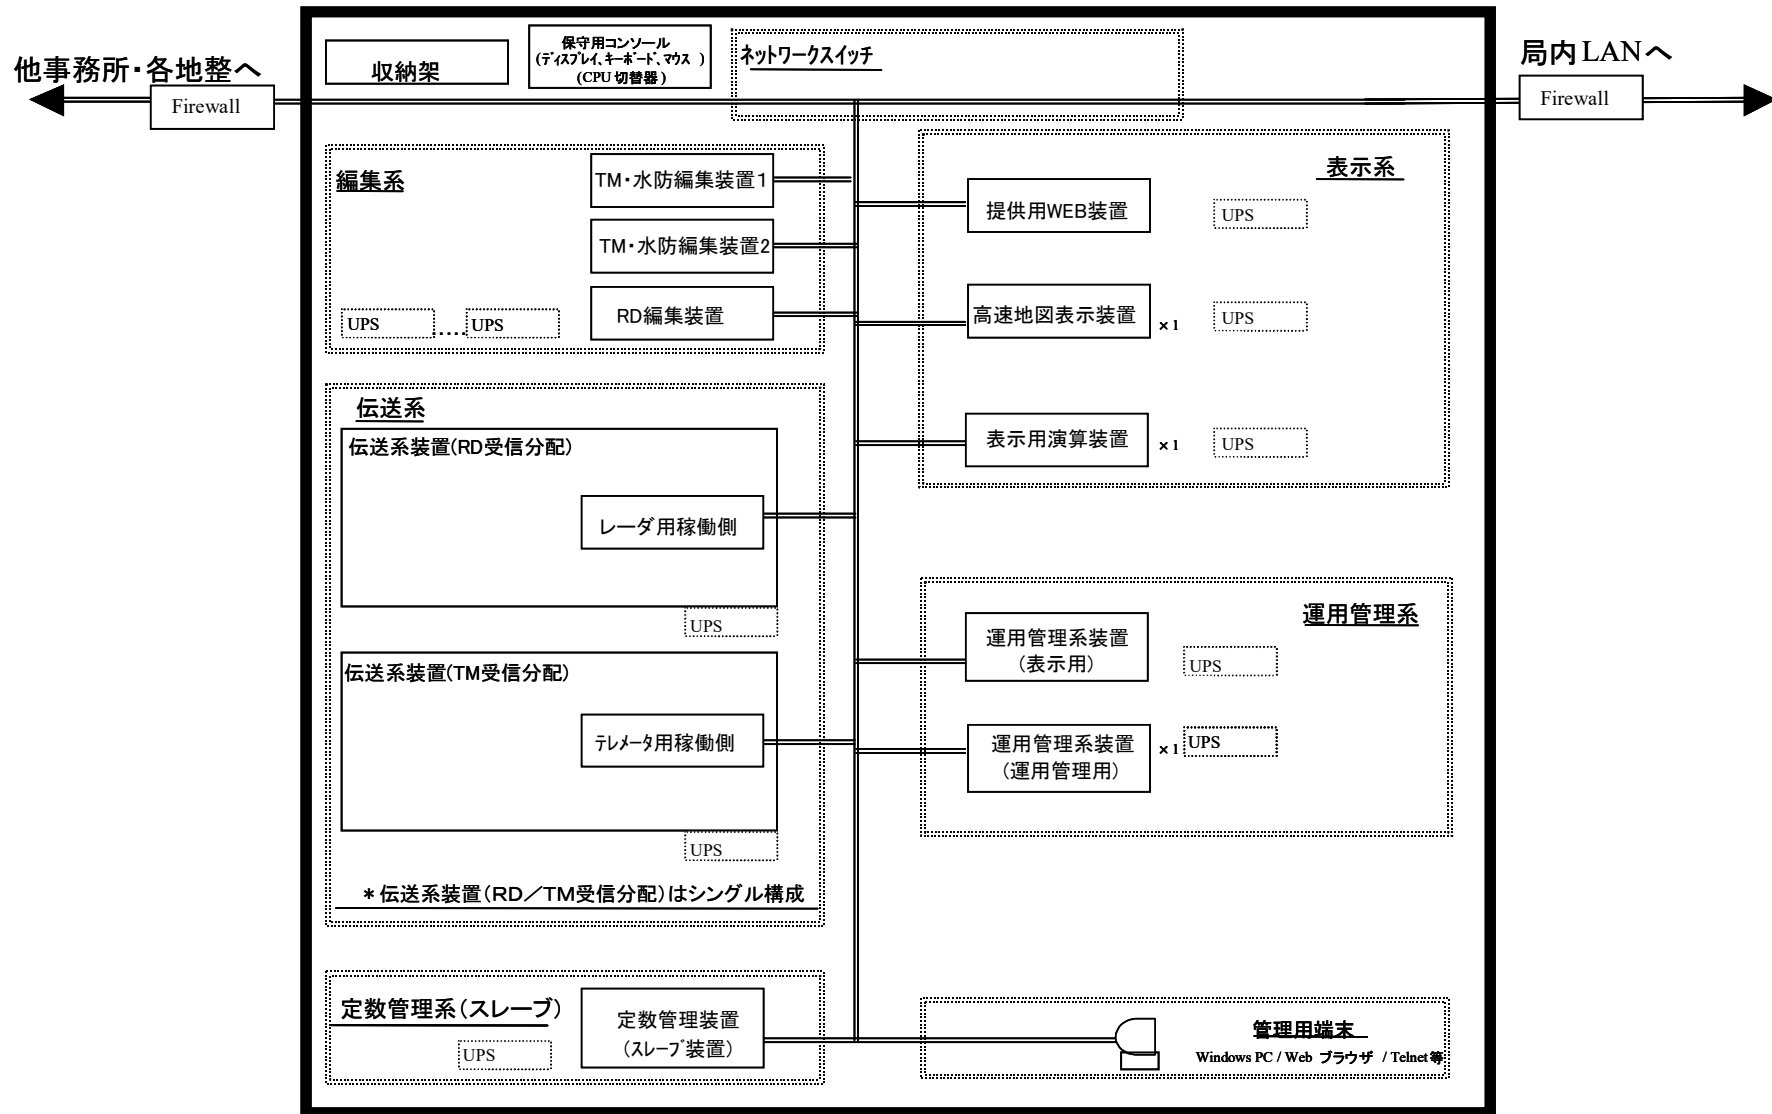 他事務所・各地整へ
Firewall
収納架
保守用コンソール
(ディスプレイ、キーボード、マウス )
(CPU 切替器 )
ネットワークスイッチ
局内 LANへ
Firewall
編集系
TM・水防編集装置1
TM・水防編集装置2
RD編集装置
UPS
.....
UPS
表示系
提供用WEB装置
UPS
高速地図表示装置
×1
UPS
表示用演算装置
×1
UPS
伝送系
伝送系装置(RD受信分配)
レーダ用稼働側
UPS
伝送系装置(TM受信分配)
テレメータ用稼働側
UPS
*伝送系装置(RD/TM受信分配)はシングル構成
運用管理系
運用管理系装置
(表示用)
UPS
運用管理系装置
(運用管理用)
×1
UPS
定数管理系(スレーブ)
定数管理装置
(スレーブ装置)
UPS
管理用端末
Windows PC / Web ブラウザ / Telnet等